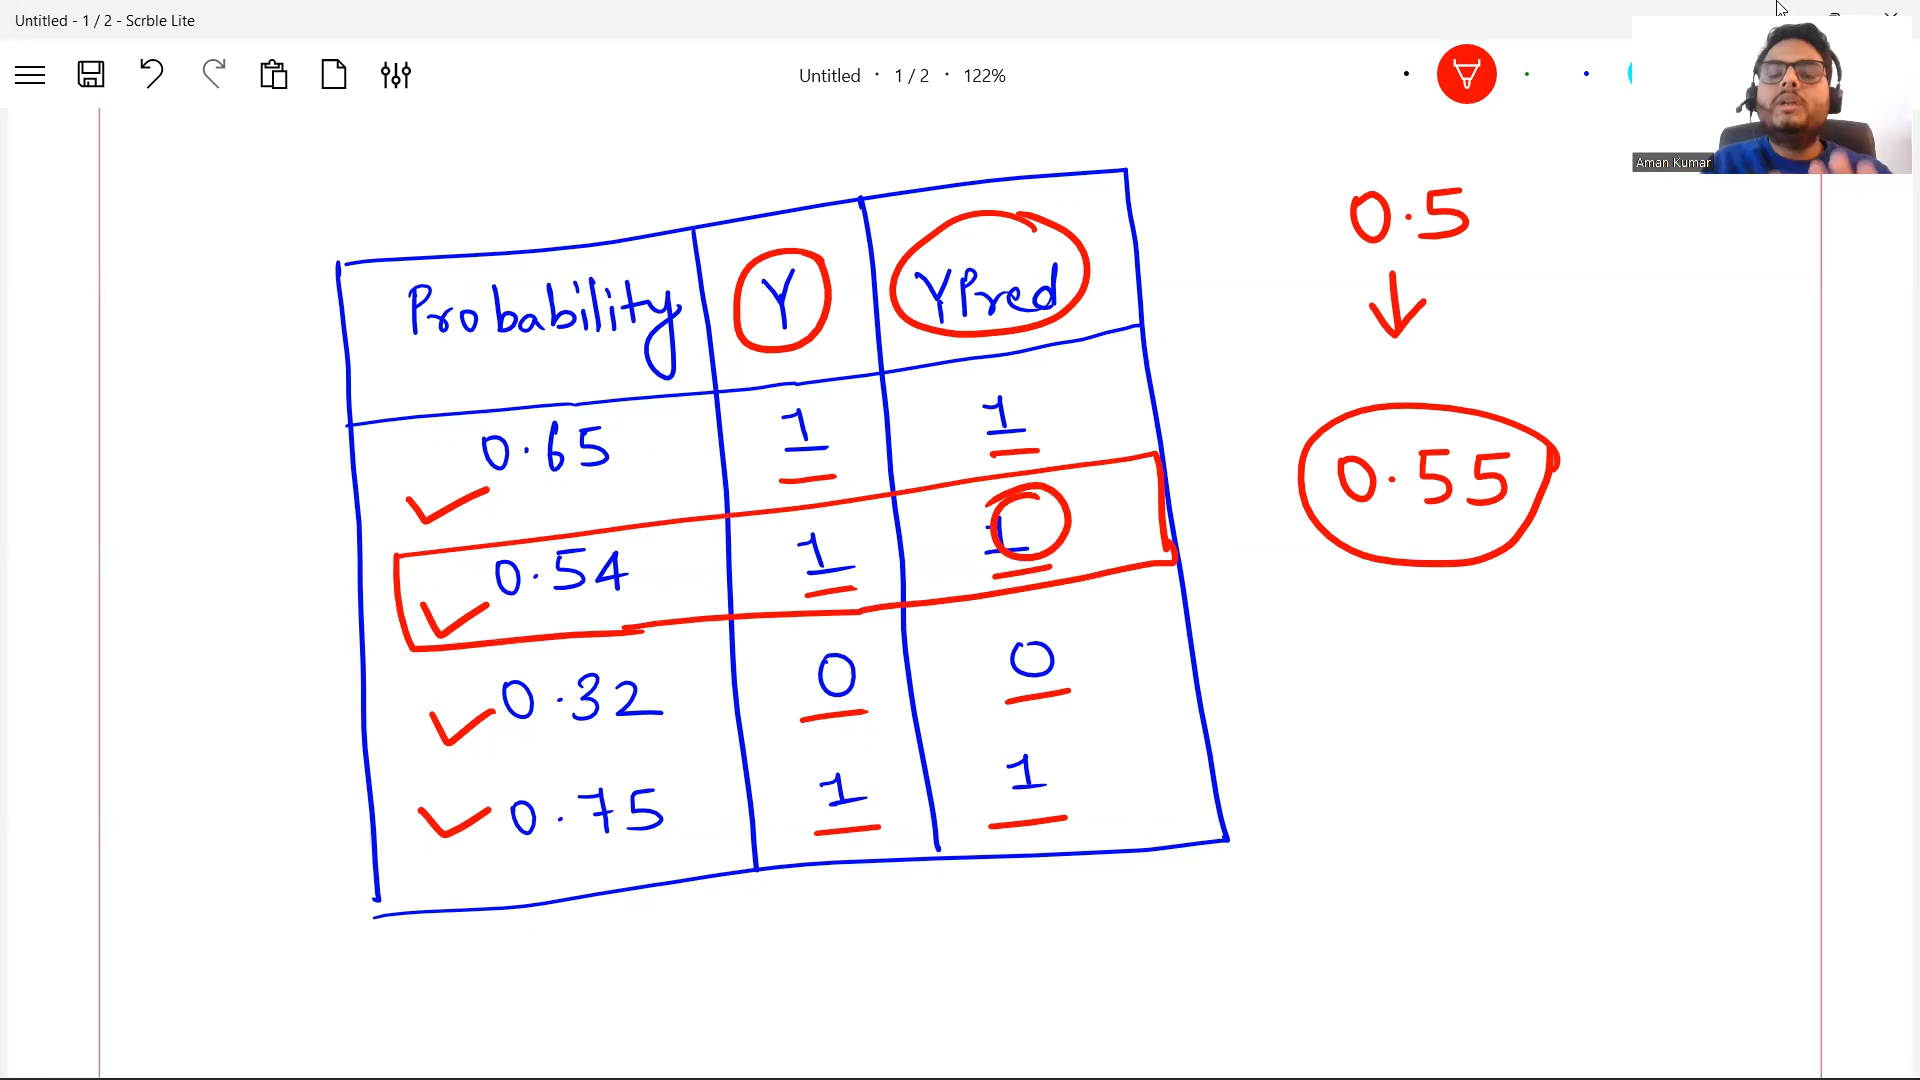 Untitled - 1 / 2 - Scrble Lite
Untitled • 1 / 2 • 122%
Aman Kumar
Probability Y YPred
0.65 1 1
0.54 1 1
0.32 0 0
0.75 1 1
0.5
0.55